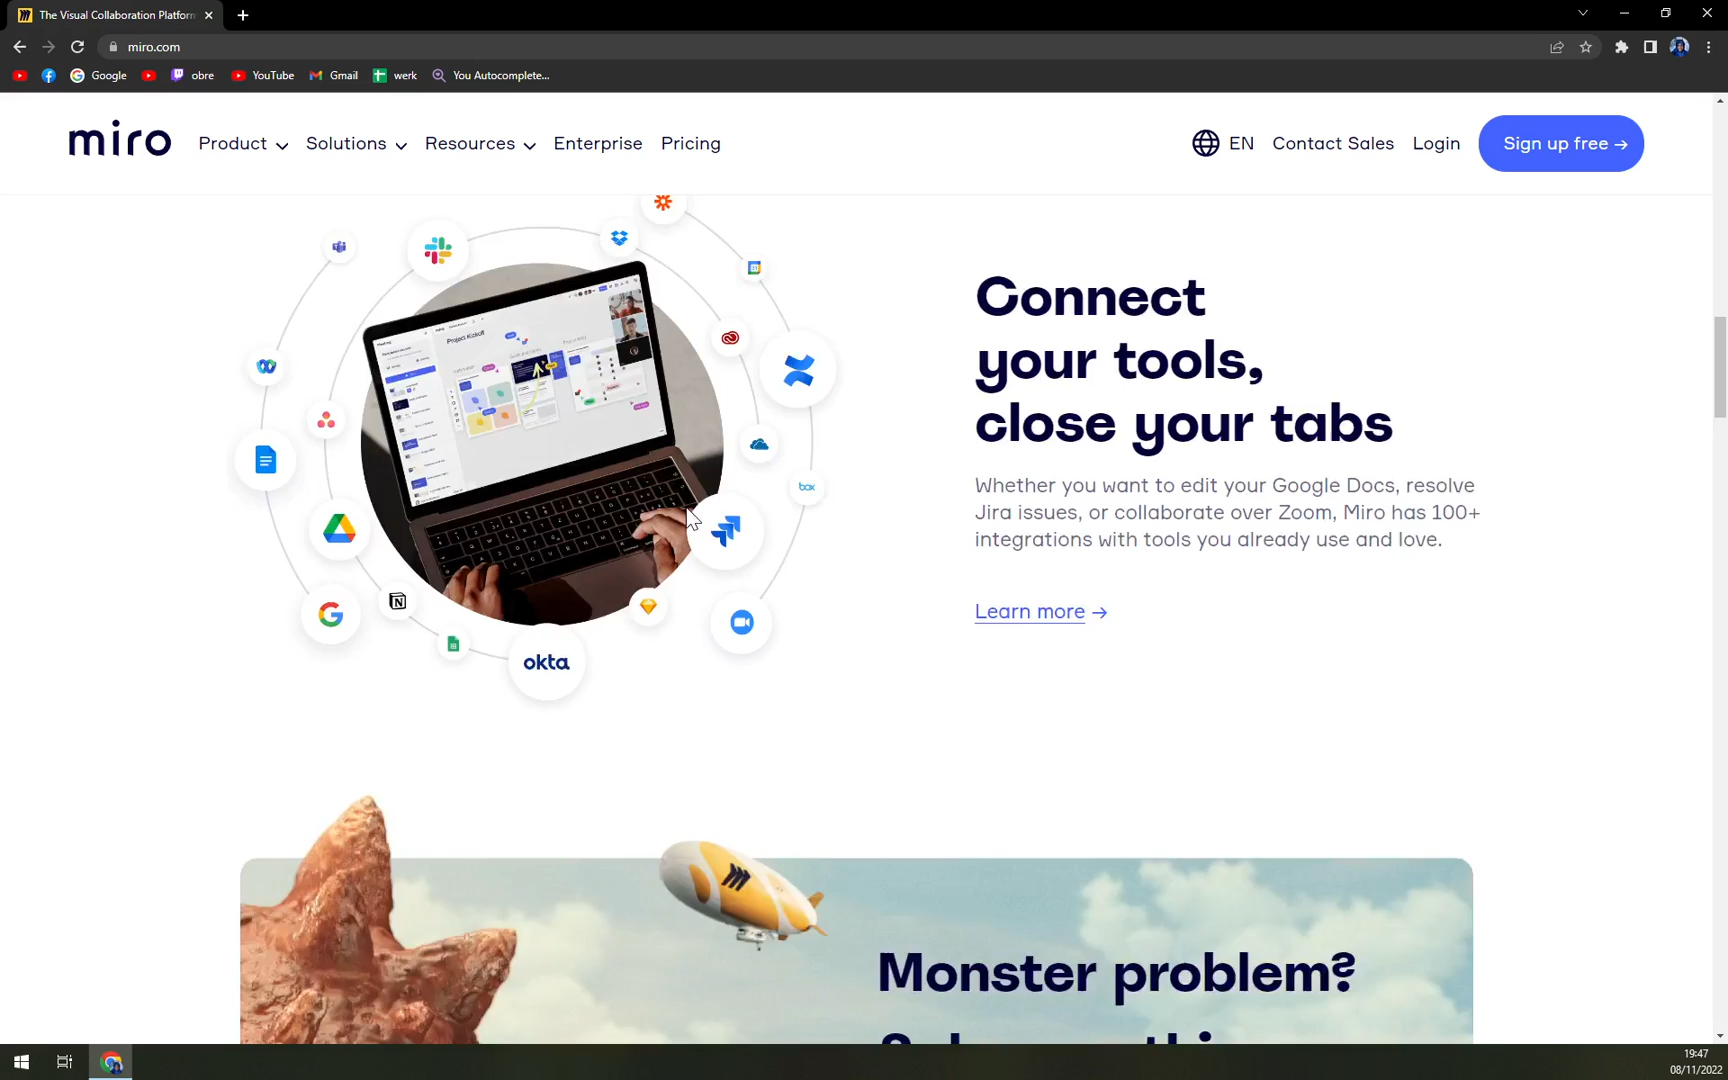 The Visual Collaboration Platform
miro.com
Google
obre
YouTube
Gmail
werk
You Autocomplete...
miro
Product
Solutions
Resources
Enterprise
Pricing
EN
Contact Sales
Login
Sign up free →
Project Kickoff
box
okta
Connect
your tools,
close your tabs
Whether you want to edit your Google Docs, resolve
Jira issues, or collaborate over Zoom, Miro has 100+
integrations with tools you already use and love.
Learn more →
Monster problem?
19:47
08/11/2022